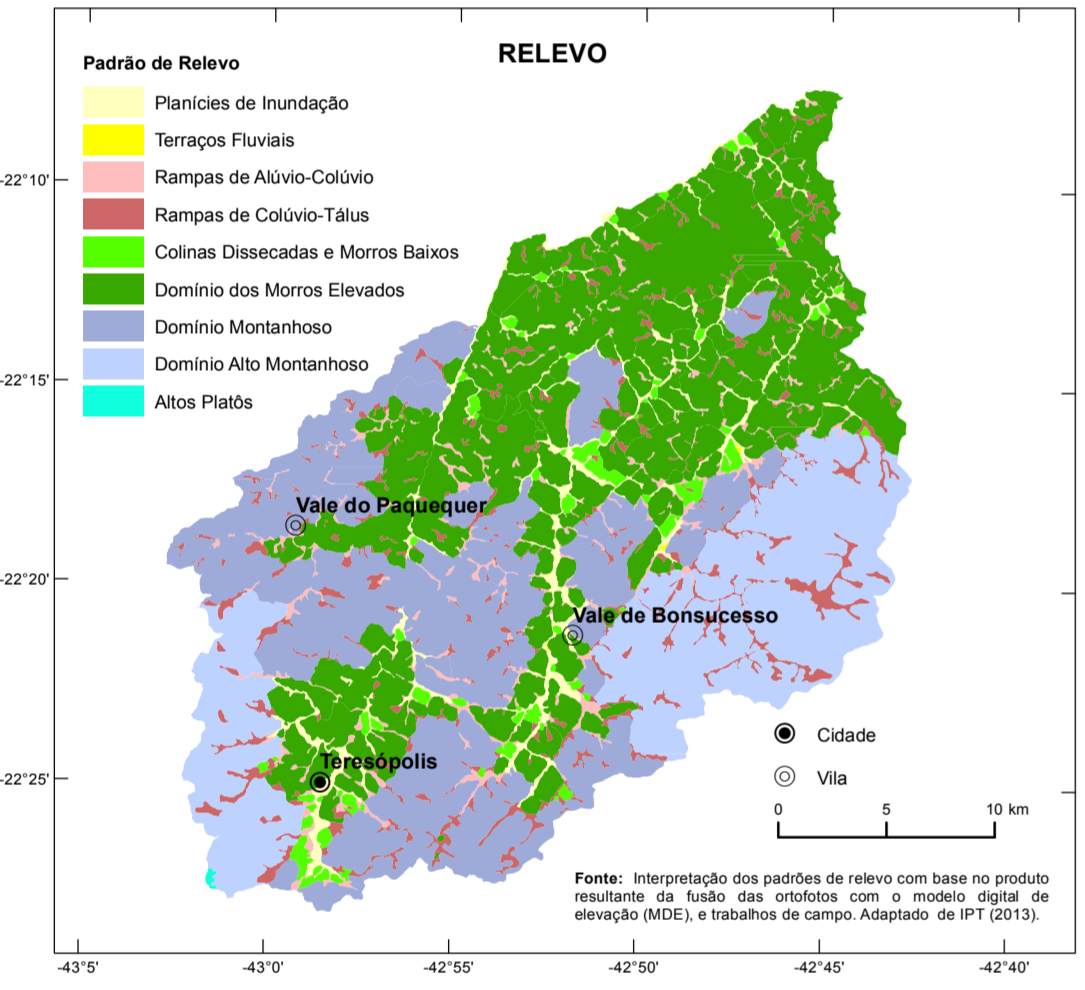 RELEVO
Padrão de Relevo
Planícies de Inundação
Terraços Fluviais
Rampas de Alúvio-Colúvio
Rampas de Colúvio-Tálus
Colinas Dissecadas e Morros Baixos
Domínio dos Morros Elevados
Domínio Montanhoso
Domínio Alto Montanhoso
Altos Platôs
-22°10'
-22°15'
-22°20'
-22°25'
Vale do Paquequer
Vale de Bonsucesso
Teresópolis
Cidade
Vila
0 5 10 km
Fonte: Interpretação dos padrões de relevo com base no produto
resultante da fusão das ortofotos com o modelo digital de
elevação (MDE), e trabalhos de campo. Adaptado de IPT (2013).
-43°5' -43°0' -42°55' -42°50' -42°45' -42°40'